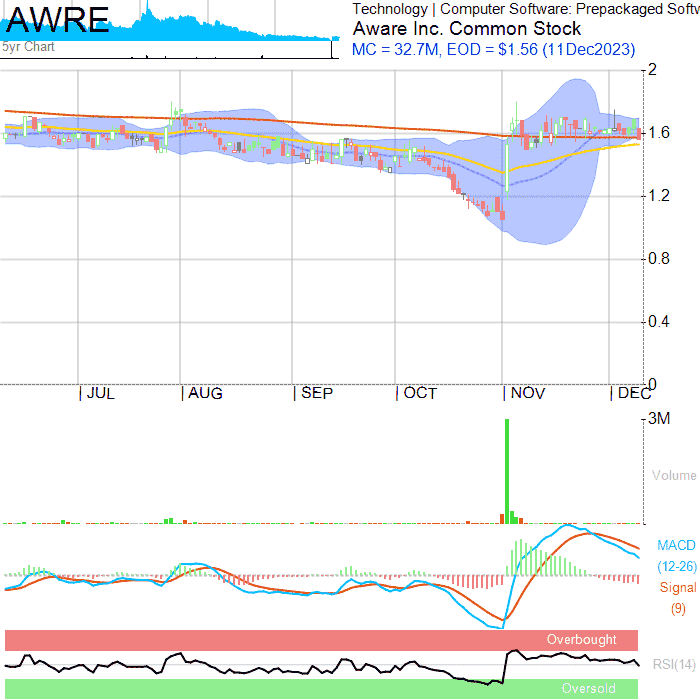 AWRE
5yr Chart
Technology | Computer Software: Prepackaged Softw
Aware Inc. Common Stock
MC = 32.7M, EOD = $1.56 (11Dec2023)
2
1.6
1.2
0.8
0.4
0
JUL AUG SEP OCT NOV DEC
3M
Volume
MACD
(12-26)
Signal
(9)
Overbought
RSI(14)
Oversold